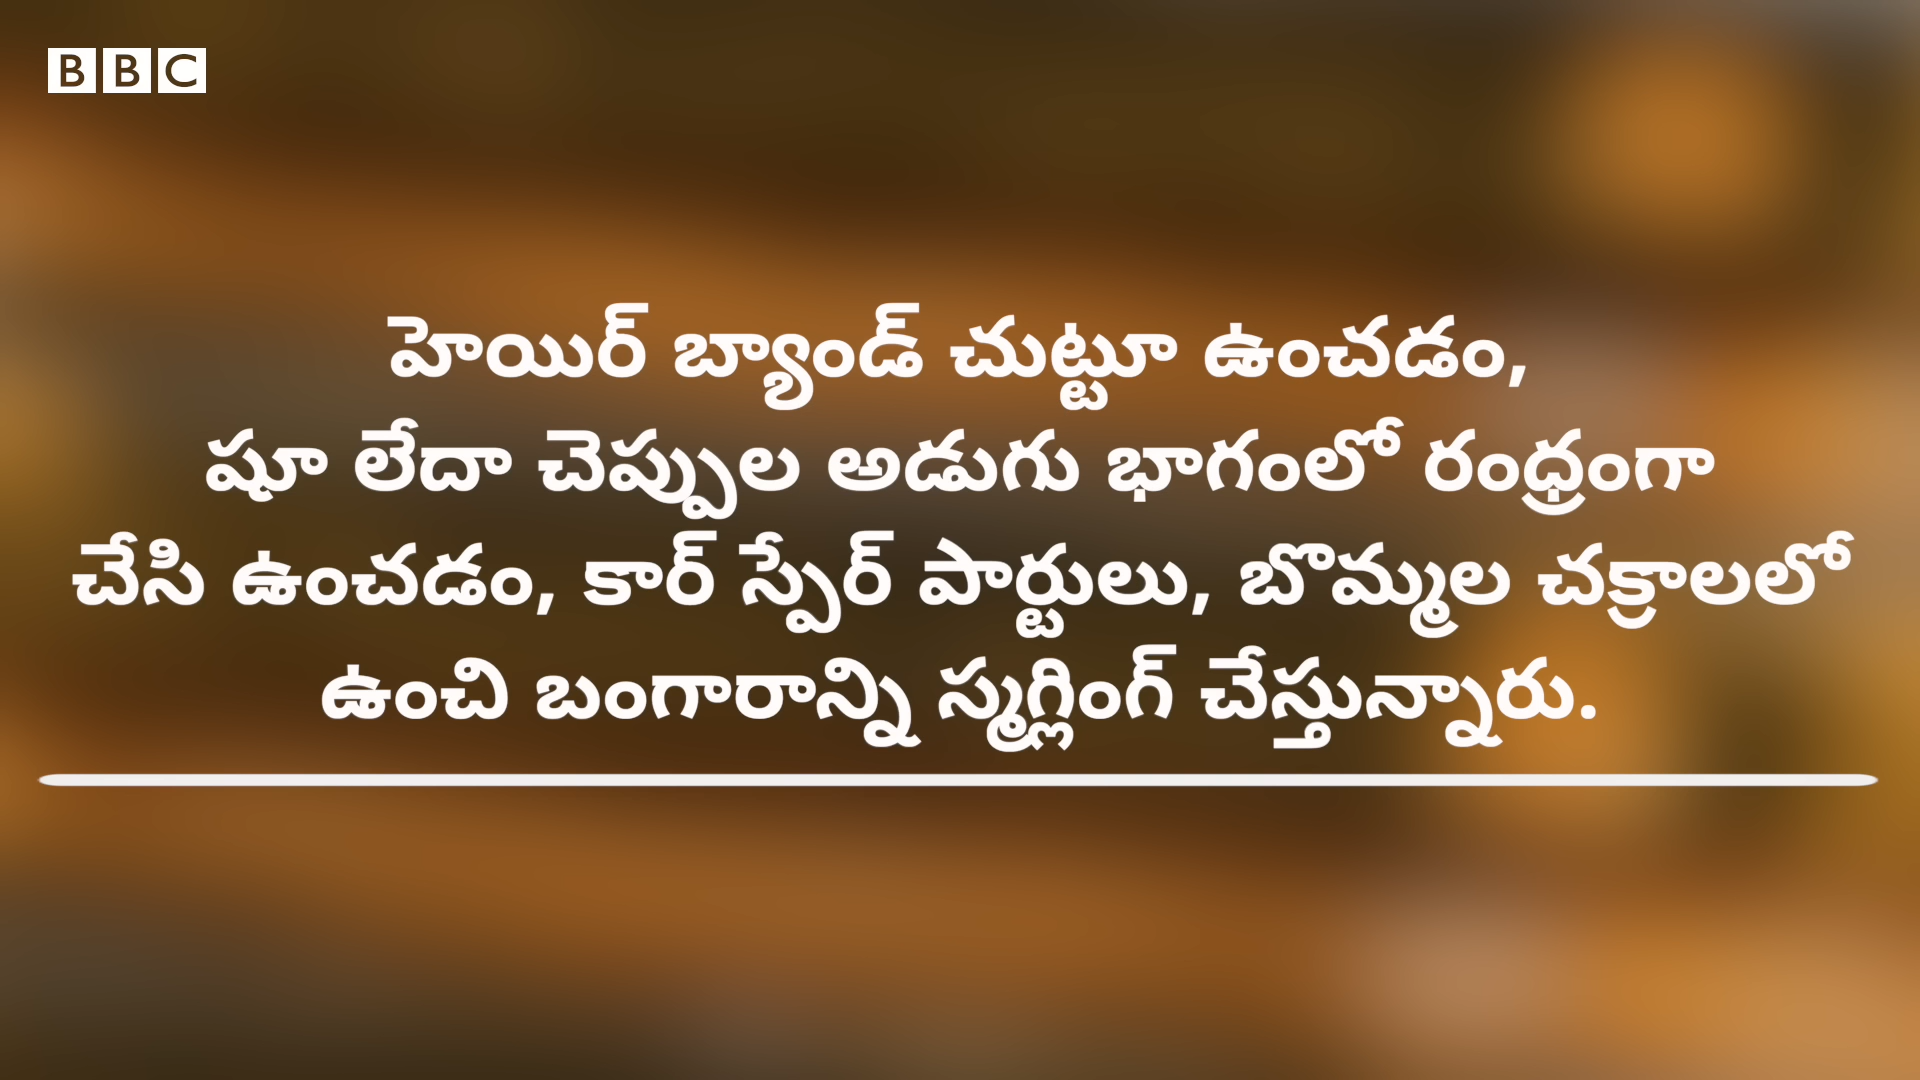 BBC
హెయిర్ బ్యాండ్ చుట్టూ ఉంచడం,
షూ లేదా చెప్పుల అడుగు భాగంలో రంధ్రంగా
చేసి ఉంచడం, కార్ స్పేర్ పార్టులు, బొమ్మల చక్రాలలో
ఉంచి బంగారాన్ని స్మగ్లింగ్ చేస్తున్నారు.